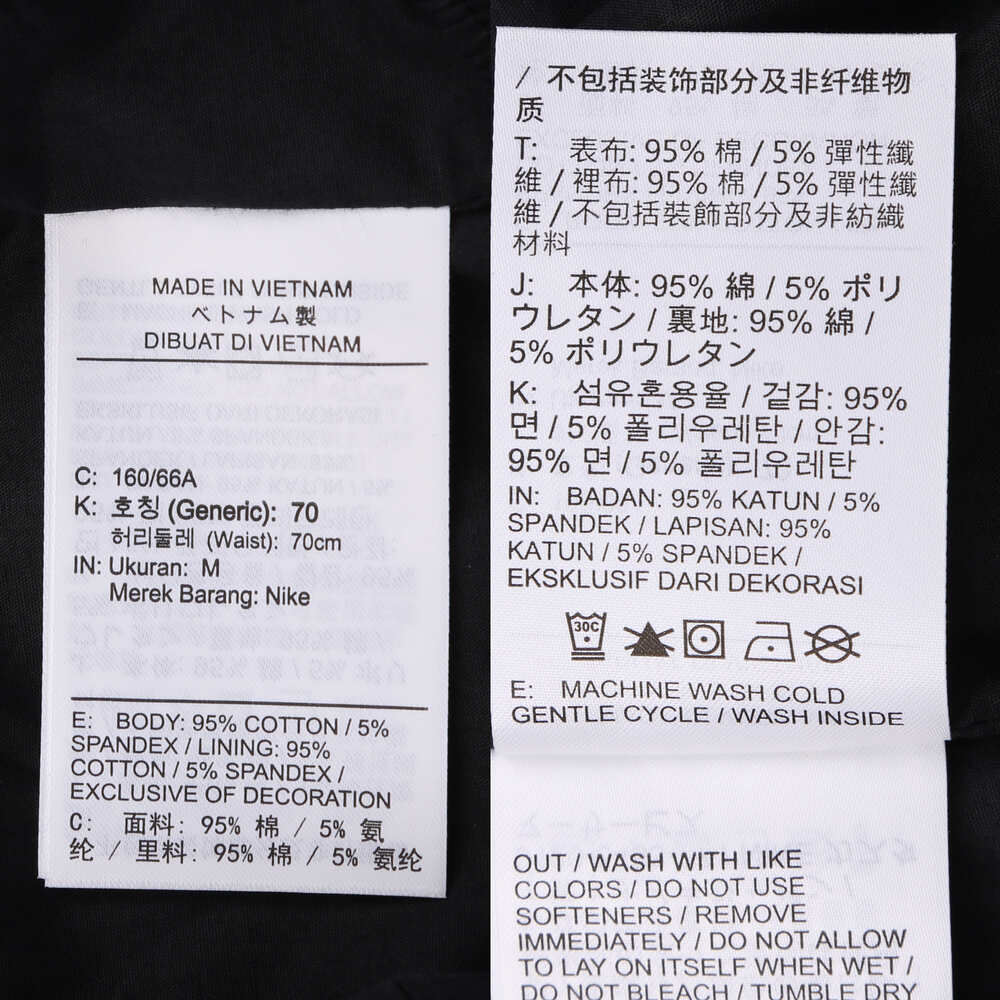 MADE IN VIETNAM
ベトナム製
DIBUAT DI VIETNAM
C: 160/66A
K: 호칭 (Generic): 70
허리둘레 (Waist): 70cm
IN: Ukuran: M
Merek Barang: Nike
E: BODY: 95% COTTON / 5%
SPANDEX / LINING: 95%
COTTON / 5% SPANDEX /
EXCLUSIVE OF DECORATION
C: 面料: 95% 棉 / 5% 氨
纶 / 里料: 95% 棉 / 5% 氨纶
/ 不包括装饰部分及非纤维物
质
T: 表布: 95% 棉 / 5% 彈性纖
維 / 裡布: 95% 棉 / 5% 彈性纖
維 / 不包括裝飾部分及非紡織
材料
J: 本体: 95% 綿 / 5% ポリ
ウレタン / 裏地: 95% 綿 /
5% ポリウレタン
K: 섬유혼용율 / 겉감: 95%
면 / 5% 폴리우레탄 / 안감:
95% 면 / 5% 폴리우레탄
IN: BADAN: 95% KATUN / 5%
SPANDEK / LAPISAN: 95%
KATUN / 5% SPANDEK /
EKSKLUSIF DARI DEKORASI
30C
E: MACHINE WASH COLD
GENTLE CYCLE / WASH INSIDE
OUT / WASH WITH LIKE
COLORS / DO NOT USE
SOFTENERS / REMOVE
IMMEDIATELY / DO NOT ALLOW
TO LAY ON ITSELF WHEN WET /
DO NOT BLEACH / TUMBLE DRY